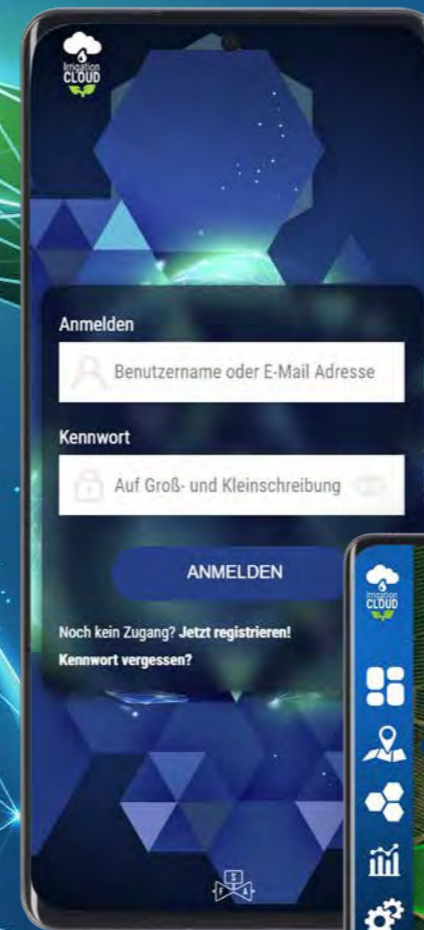 Irrigation
CLOUD
Anmelden
Benutzername oder E-Mail Adresse
Kennwort
Auf Groß- und Kleinschreibung
ANMELDEN
Noch kein Zugang? Jetzt registrieren!
Kennwort vergessen?
S
F A
Irrigation
CLOUD